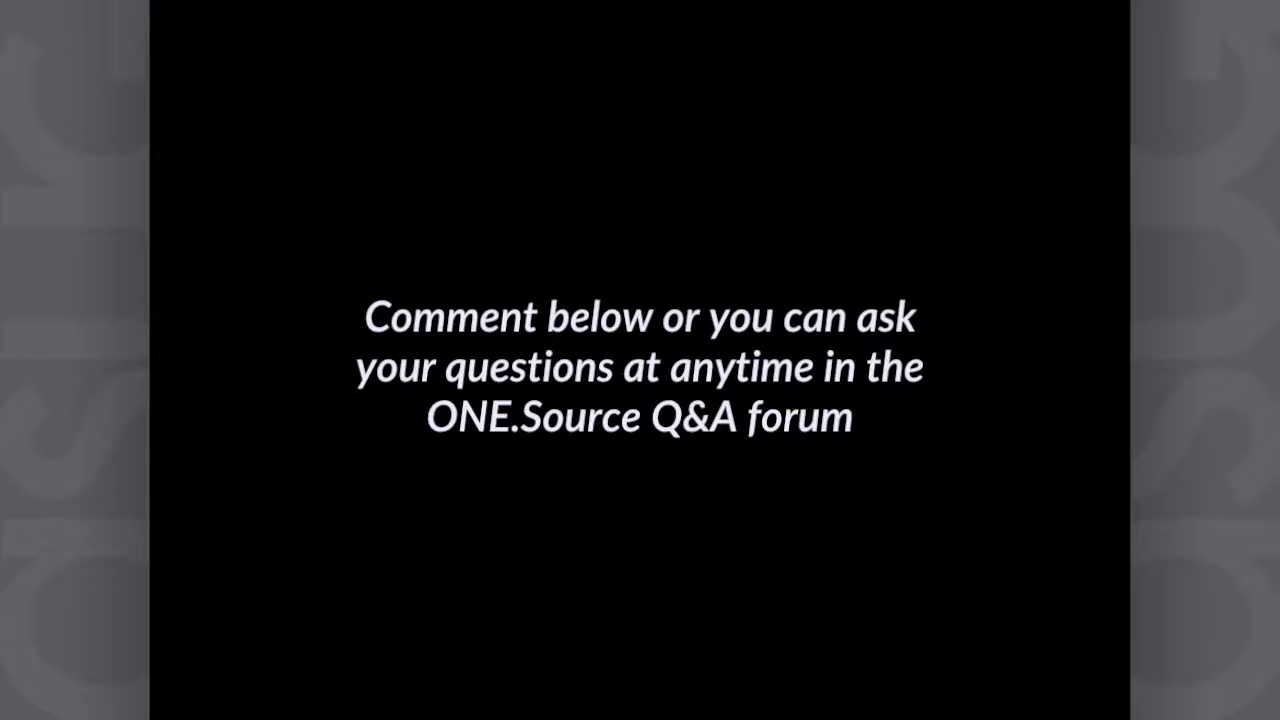 Comment below or you can ask
your questions at anytime in the
ONE.Source Q&A forum